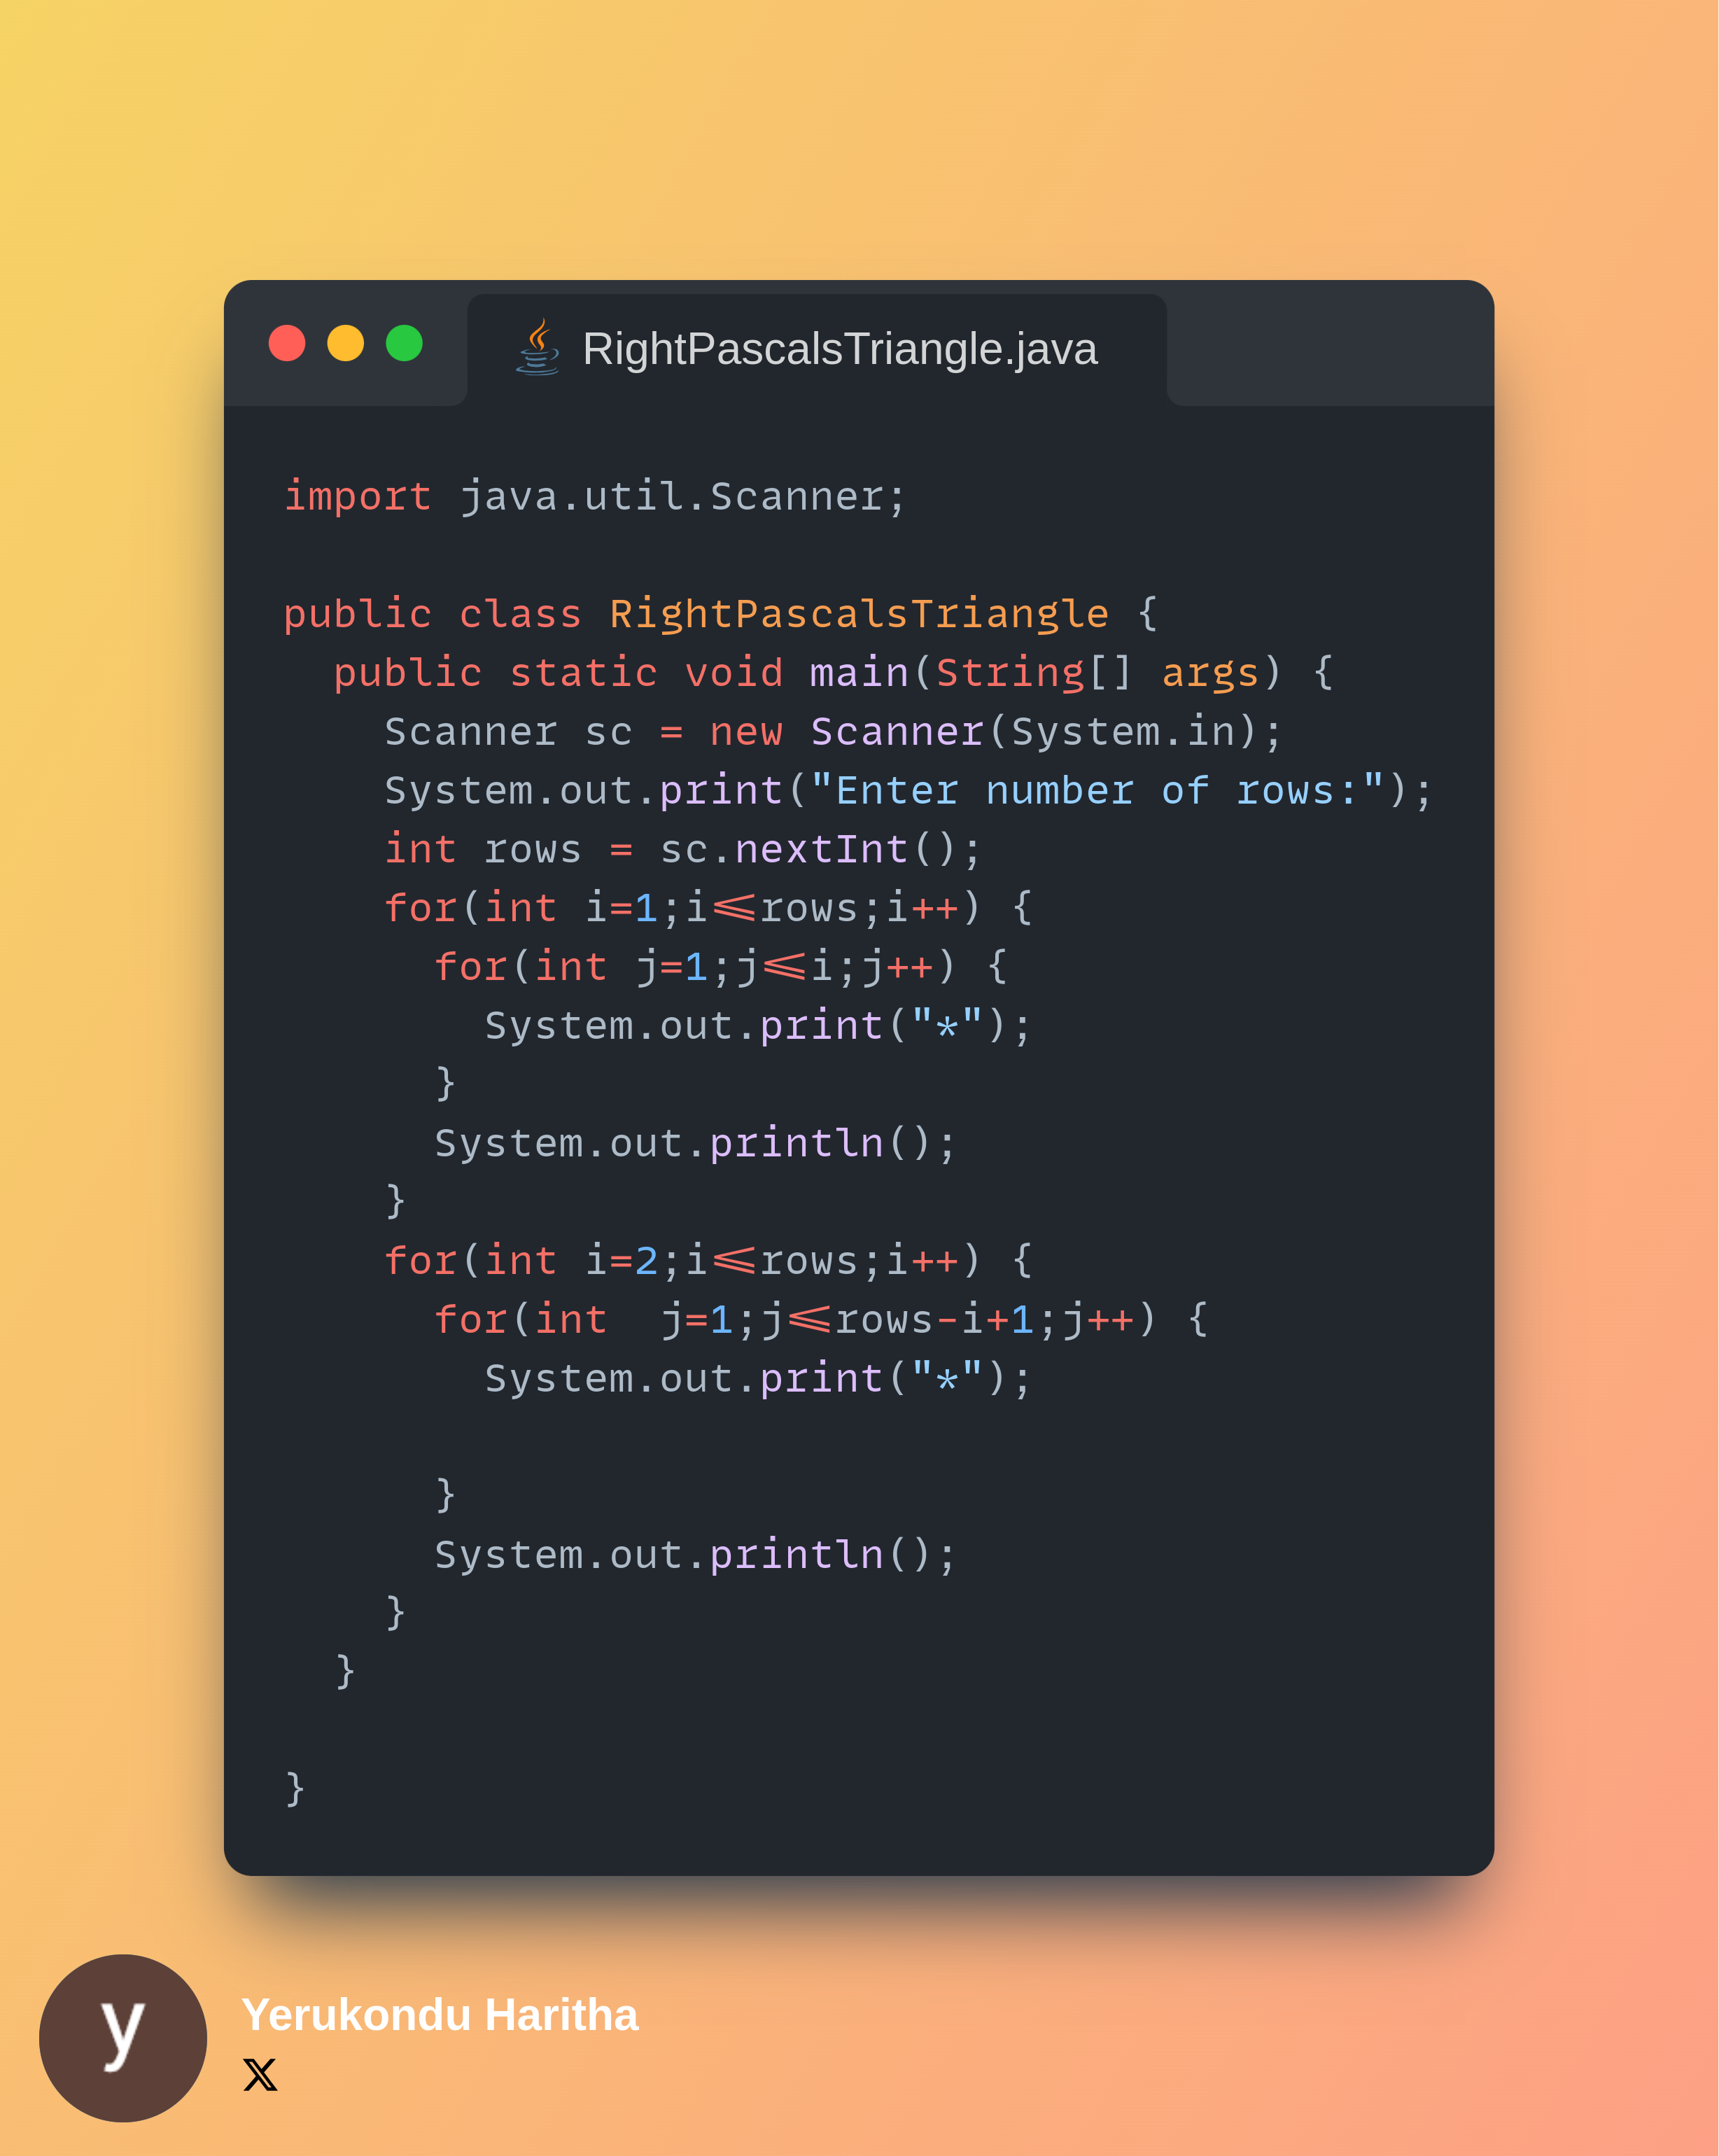 RightPascalsTriangle.java
import java.util.Scanner;
public class RightPascalsTriangle {
public static void main(String[] args) {
Scanner sc = new Scanner(System.in);
System.out.print("Enter number of rows:");
int rows = sc.nextInt();
for(int i=1;i<=rows;i++) {
for(int j=1;j<=i;j++) {
System.out.print("*");
}
System.out.println();
}
for(int i=2;i<=rows;i++) {
for(int  j=1;j<=rows-i+1;j++) {
System.out.print("*");
}
System.out.println();
}
}
}
y
Yerukondu Haritha
𝕏